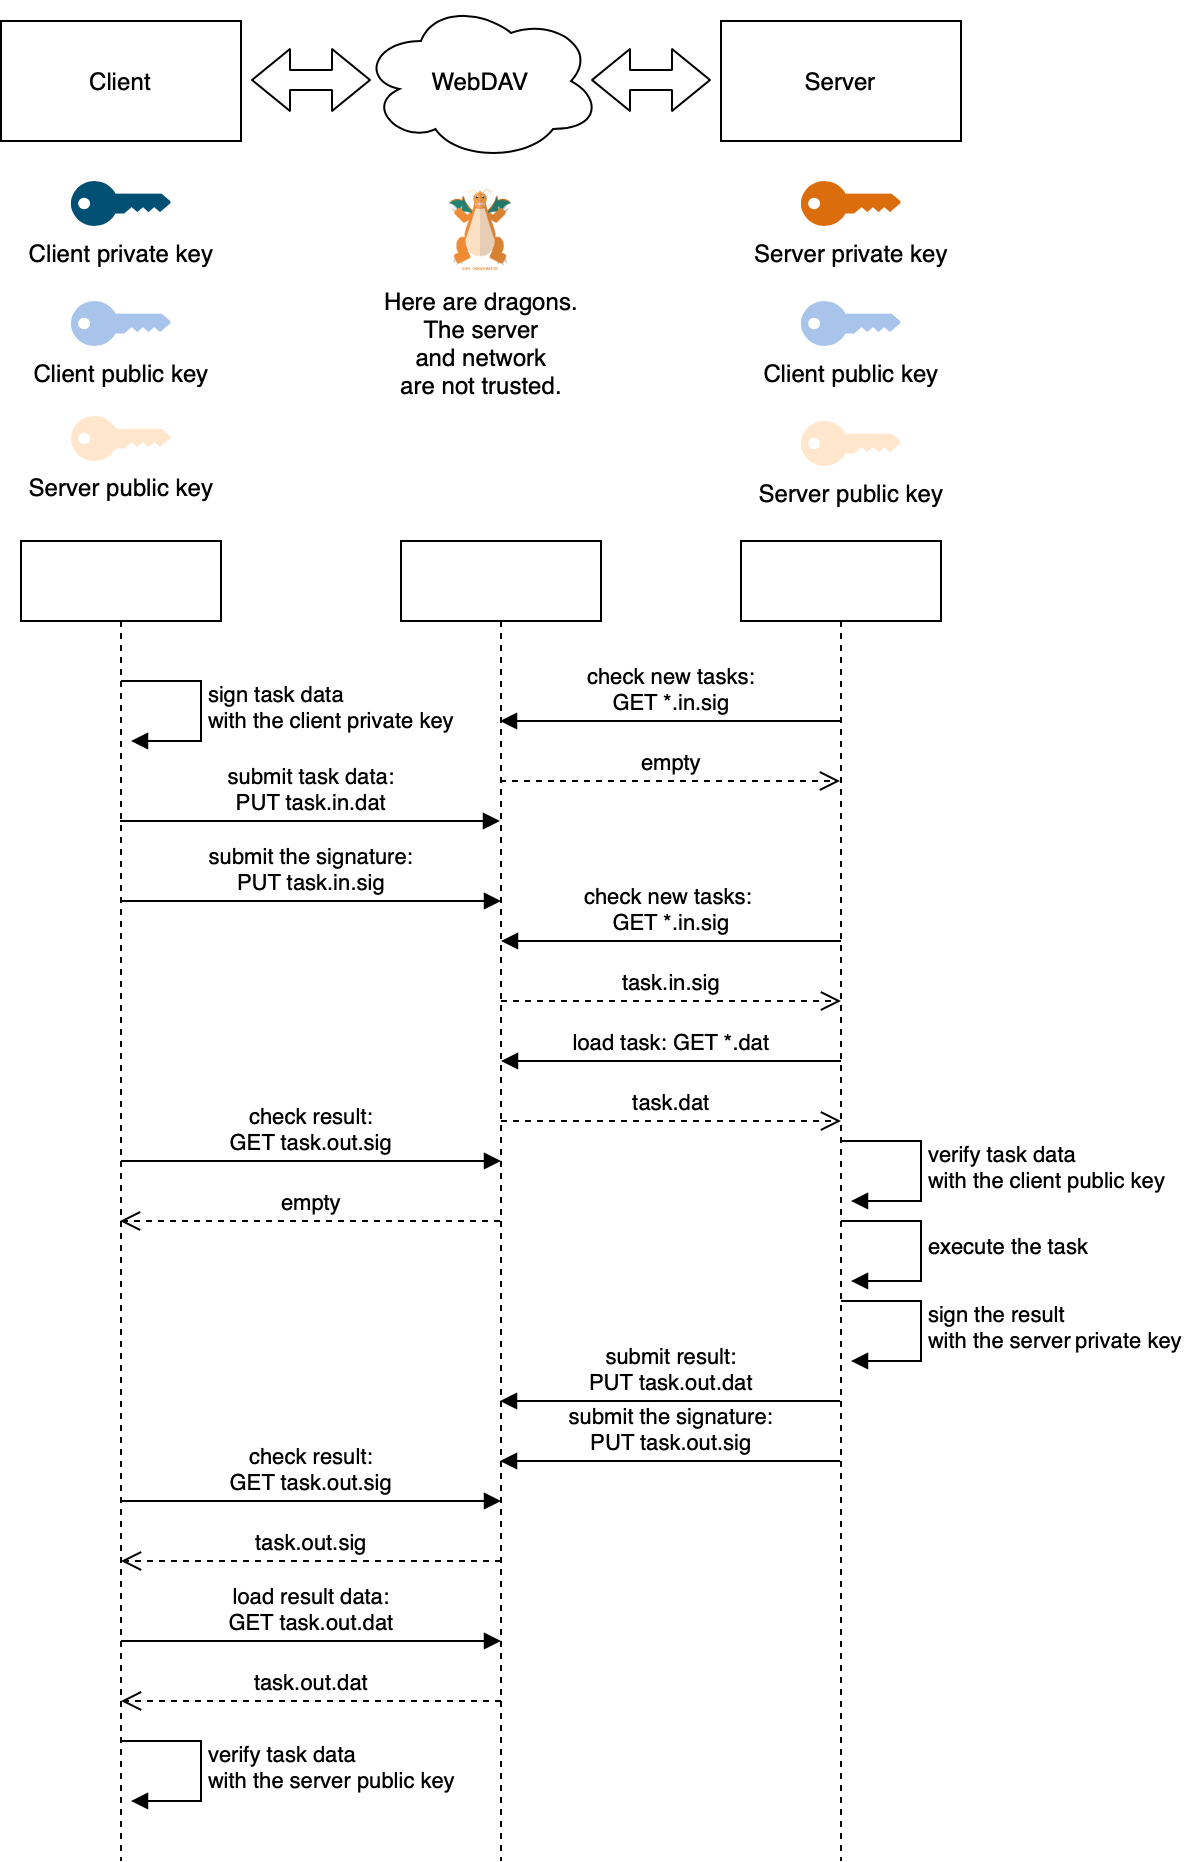 Client
WebDAV
Server
Client private key
Server private key
Here are dragons.
The server
and network
are not trusted.
Client public key
Client public key
Server public key
Server public key
check new tasks:
GET *.in.sig
sign task data
with the client private key
empty
submit task data:
PUT task.in.dat
submit the signature:
PUT task.in.sig
check new tasks:
GET *.in.sig
task.in.sig
load task: GET *.dat
task.dat
check result:
GET task.out.sig
verify task data
with the client public key
empty
execute the task
sign the result
with the server private key
submit result:
PUT task.out.dat
submit the signature:
PUT task.out.sig
check result:
GET task.out.sig
task.out.sig
load result data:
GET task.out.dat
task.out.dat
verify task data
with the server public key